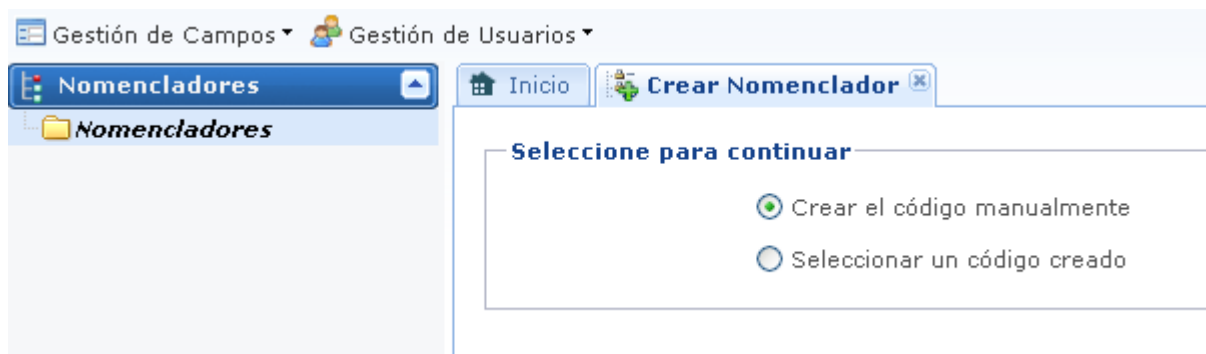 Gestión de Campos Gestión de Usuarios
Nomencladores
Nomencladores
Inicio Crear Nomenclador
Seleccione para continuar
Crear el código manualmente
Seleccionar un código creado